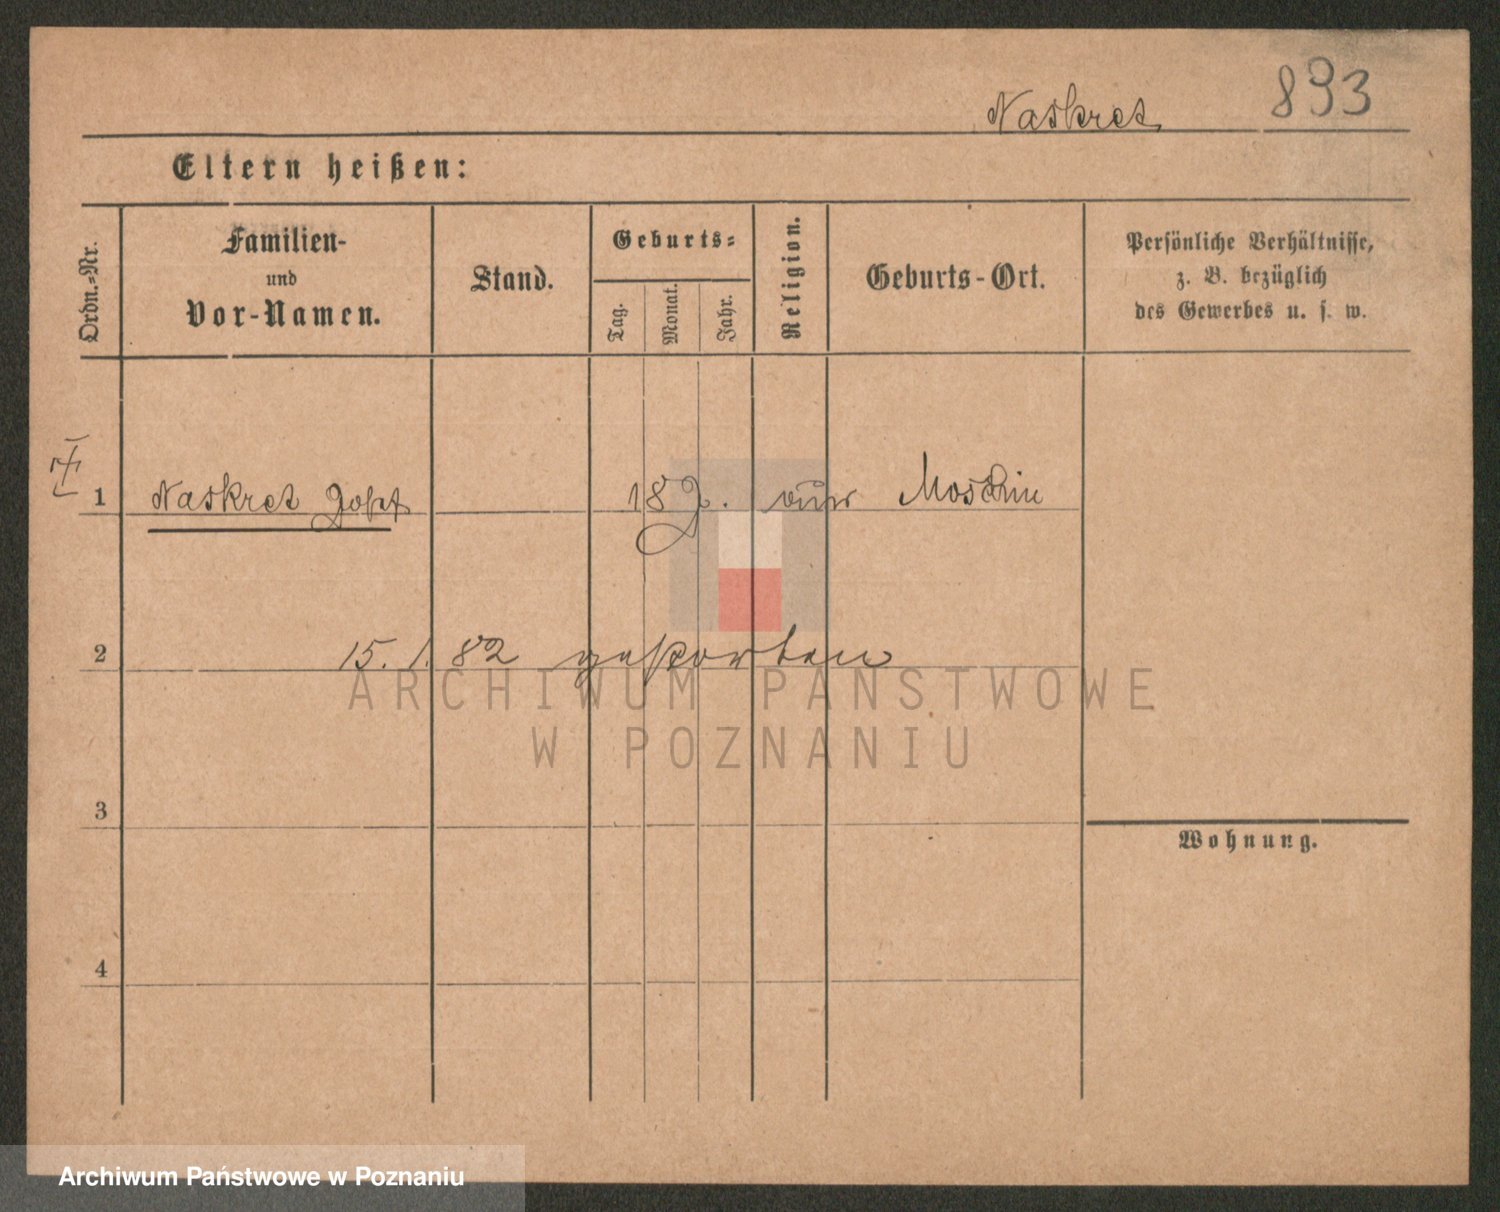 Naskret 893
Eltern heißen:
Ordn.-Nr.
Familien-
und
Vor-Namen.
Stand.
Geburts-
Tag.
Monat.
Jahr.
Religion.
Geburts-Ort.
Persönliche Verhältnisse,
z. B. bezüglich
des Gewerbes u. s. w.
1 Naskret 18 J. aus Moschin
2 15. 1. 82 gestorben
ARCHIWUM PAŃSTWOWE
W POZNANIU
3
Wohnung.
4
Archiwum Państwowe w Poznaniu